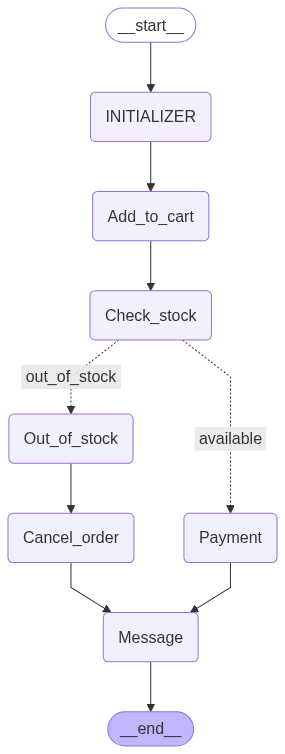 __start__
INITIALIZER
Add_to_cart
Check_stock
out_of_stock
Out_of_stock
available
Cancel_order
Payment
Message
__end__